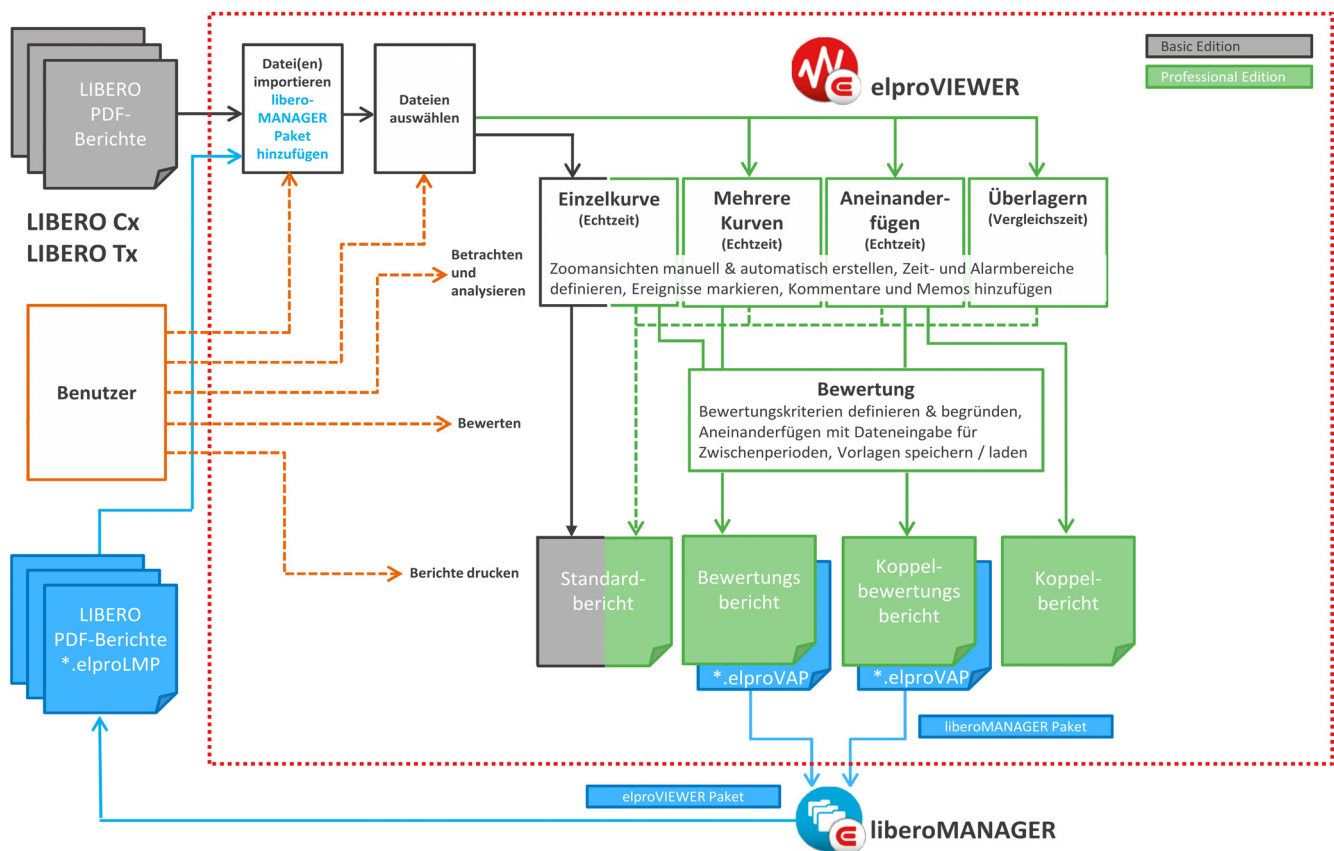 LIBERO
PDF-
Berichte
LIBERO Cx
LIBERO Tx
Datei(en)
importieren
libero-
MANAGER
Paket
hinzufügen
Dateien
auswählen
elproVIEWER
Basic Edition
Professional Edition
Einzelkurve
(Echtzeit)
Mehrere
Kurven
(Echtzeit)
Aneinander-
fügen
(Echtzeit)
Überlagern
(Vergleichszeit)
Zoomansichten manuell & automatisch erstellen, Zeit- und Alarmbereiche
definieren, Ereignisse markieren, Kommentare und Memos hinzufügen
Betrachten
und
analysieren
Benutzer
Bewerten
Berichte drucken
Bewertung
Bewertungskriterien definieren & begründen,
Aneinanderfügen mit Dateneingabe für
Zwischenperioden, Vorlagen speichern / laden
Standard-
bericht
Bewertungs
bericht
*.elproVAP
Koppel-
bewertungs
bericht
*.elproVAP
Koppel-
bericht
LIBERO
PDF-Berichte
*.elproLMP
liberoMANAGER Paket
elproVIEWER Paket
liberoMANAGER